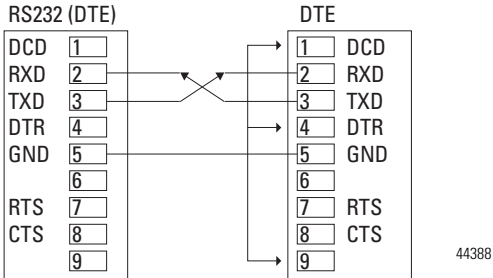 RS232 (DTE) DTE
DCD 1 1 DCD
RXD 2 2 RXD
TXD 3 3 TXD
DTR 4 4 DTR
GND 5 5 GND
6 6
RTS 7 7 RTS
CTS 8 8 CTS
9 9
44388